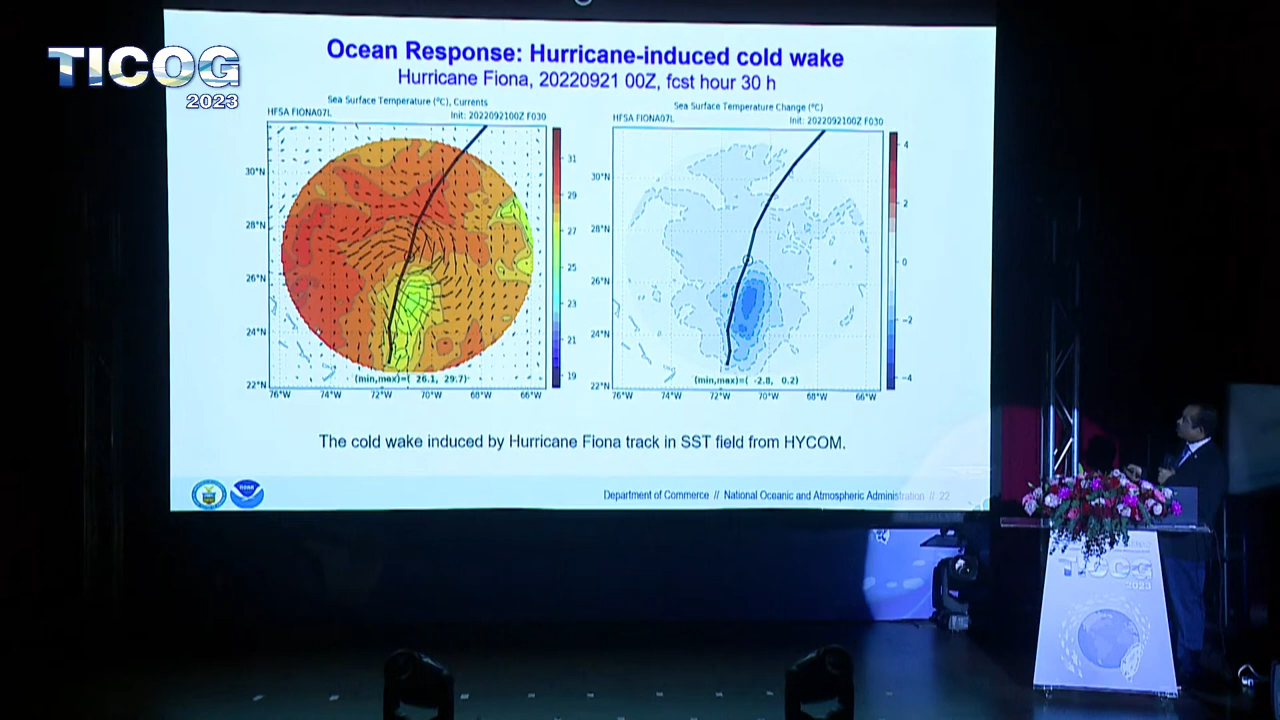 TICOG
2023
Ocean Response: Hurricane-induced cold wake
Hurricane Fiona, 20220921 00Z, fcst hour 30 h
Sea Surface Temperature (°C), Currents
HFSA FIONA07L
Init: 2022092100Z F030
30°N
28°N
26°N
24°N
22°N
76°W
74°W
72°W
70°W
68°W
66°W
31
29
27
25
23
21
19
(min,max)=( 26.1, 29.7)
Sea Surface Temperature Change (°C)
HFSA FIONA07L
Init: 2022092100Z F030
30°N
28°N
26°N
24°N
22°N
76°W
74°W
72°W
70°W
68°W
66°W
4
2
0
−2
−4
(min,max)=( -2.8, 0.2)
The cold wake induced by Hurricane Fiona track in SST field from HYCOM.
Department of Commerce // National Oceanic and Atmospheric Administration // 22
TICOG
2023